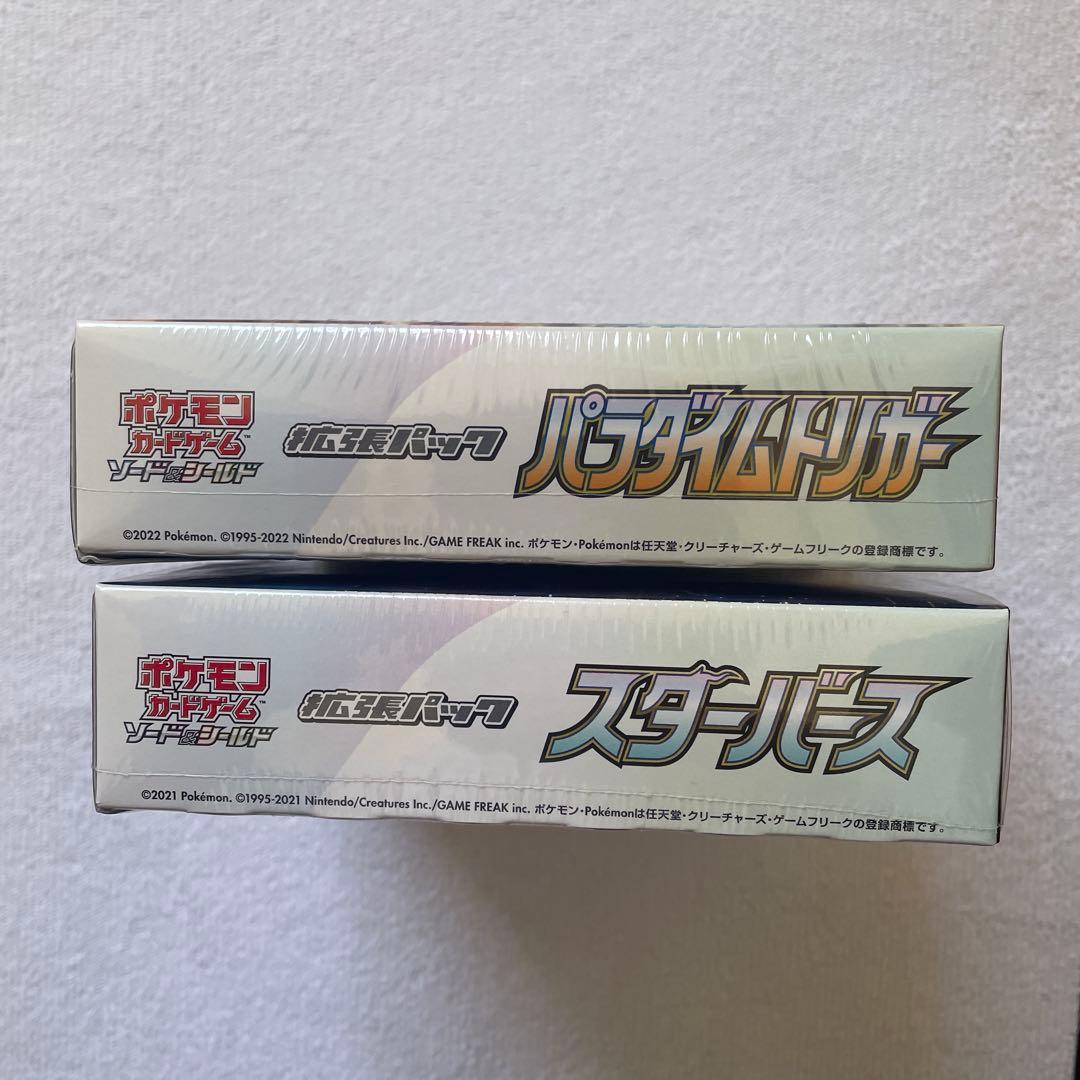 ポケモン
カードゲーム™
ソード&シールド
拡張パック
パラダイムトリガー
©2022 Pokémon. ©1995-2022 Nintendo/Creatures Inc./GAME FREAK inc. ポケモン・Pokémonは任天堂・クリーチャーズ・ゲームフリークの登録商標です。
ポケモン
カードゲーム™
ソード&シールド
拡張パック
スターバース
©2021 Pokémon. ©1995-2021 Nintendo/Creatures Inc./GAME FREAK inc. ポケモン・Pokémonは任天堂・クリーチャーズ・ゲームフリークの登録商標です。